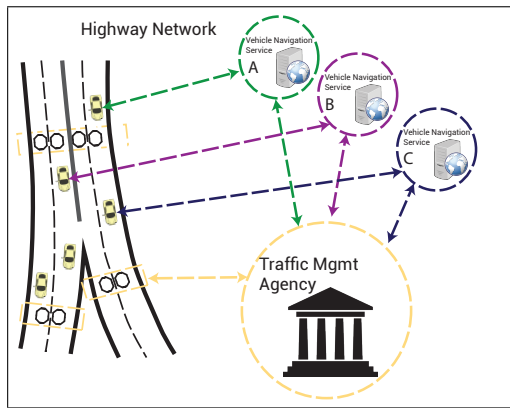 Highway Network
Vehicle Navigation
Service
A
Vehicle Navigation
Service
B
Vehicle Navigation
Service
C
Traffic Mgmt
Agency